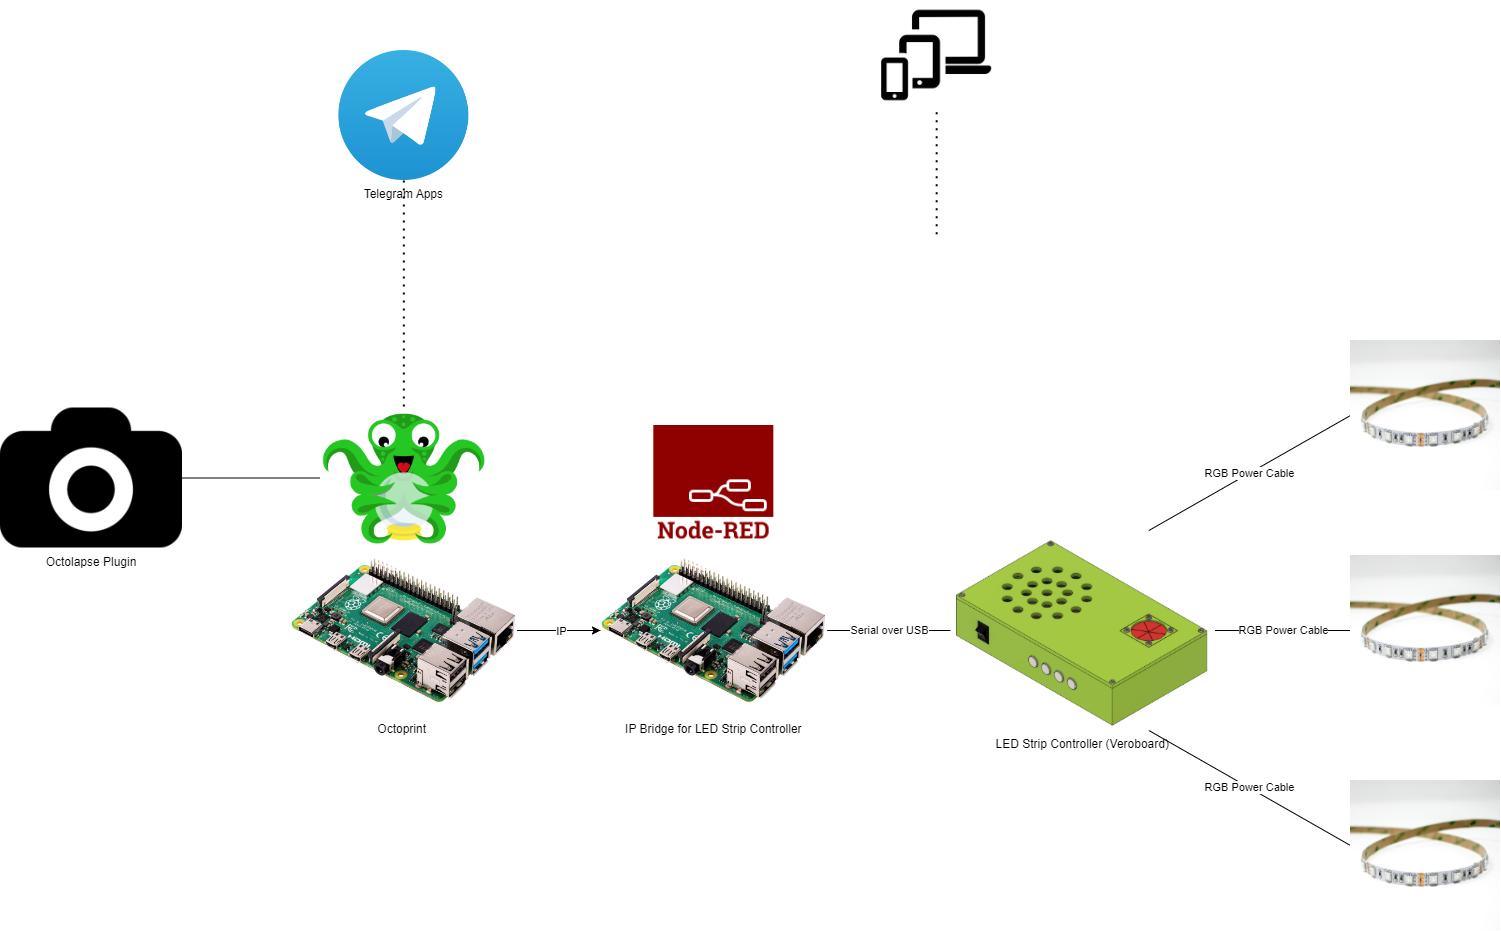 Telegram Apps
Octolapse Plugin
Node-RED
RGB Power Cable
IP
Serial over USB
RGB Power Cable
Octoprint
IP Bridge for LED Strip Controller
LED Strip Controller (Veroboard)
RGB Power Cable